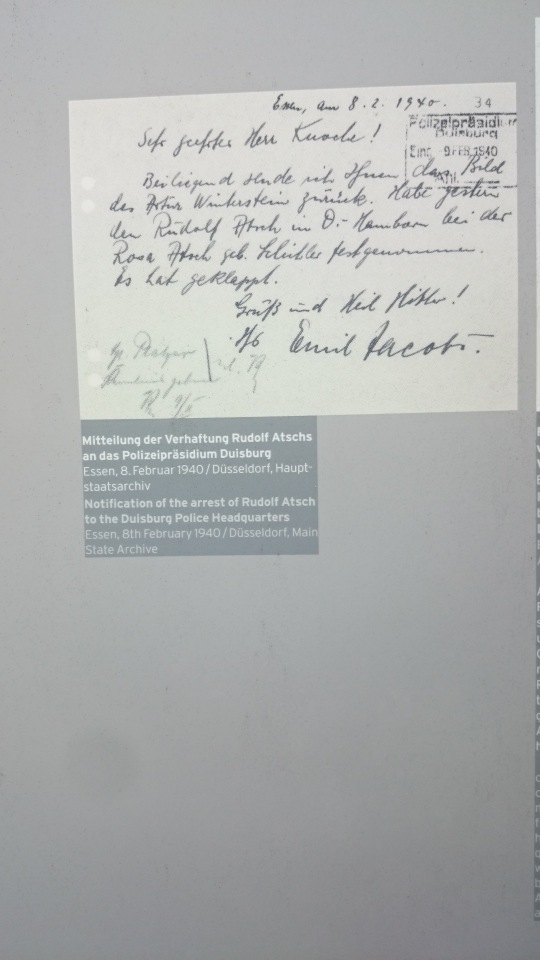 Essen, am 8.2.1940. 34
Polizeipräsidium
Duisburg
Eing. 9. FEB. 1940
Anl.
Sehr geehrter Herr Knoche!
Beiliegend sende ich Ihnen das Bild
des Artur Winterstein zurück. Habe gestern
den Rudolf Atsch in D.-Hamborn bei der
Rosa Atsch geb. festgenommen.
Es hat geklappt.
Gruß und Heil Hitler!
Emil Jacobs.
Mitteilung der Verhaftung Rudolf Atschs
an das Polizeipräsidium Duisburg
Essen, 8. Februar 1940 / Düsseldorf, Haupt-
staatsarchiv
Notification of the arrest of Rudolf Atsch
to the Duisburg Police Headquarters
Essen, 8th February 1940 / Düsseldorf, Main
State Archive